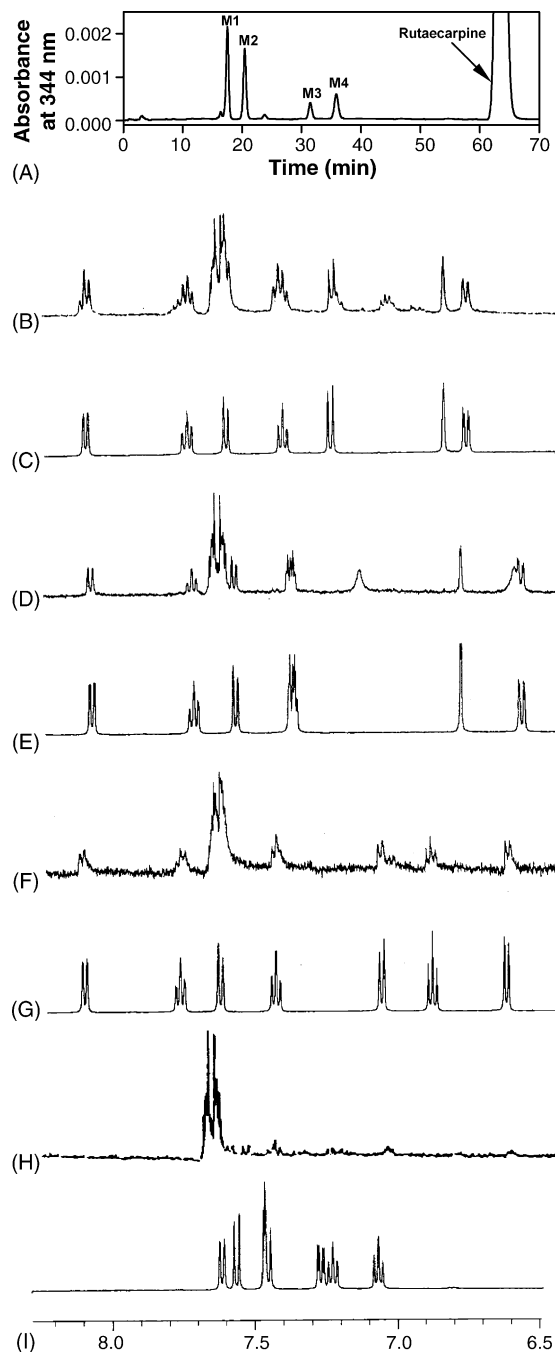 Absorbance
at 344 nm
0.002
0.001
0.000
M1
M2
M3
M4
Rutaecarpine
0 10 20 30 40 50 60 70
Time (min)
(A)
(B)
(C)
(D)
(E)
(F)
(G)
(H)
(I)
8.0 7.5 7.0 6.5